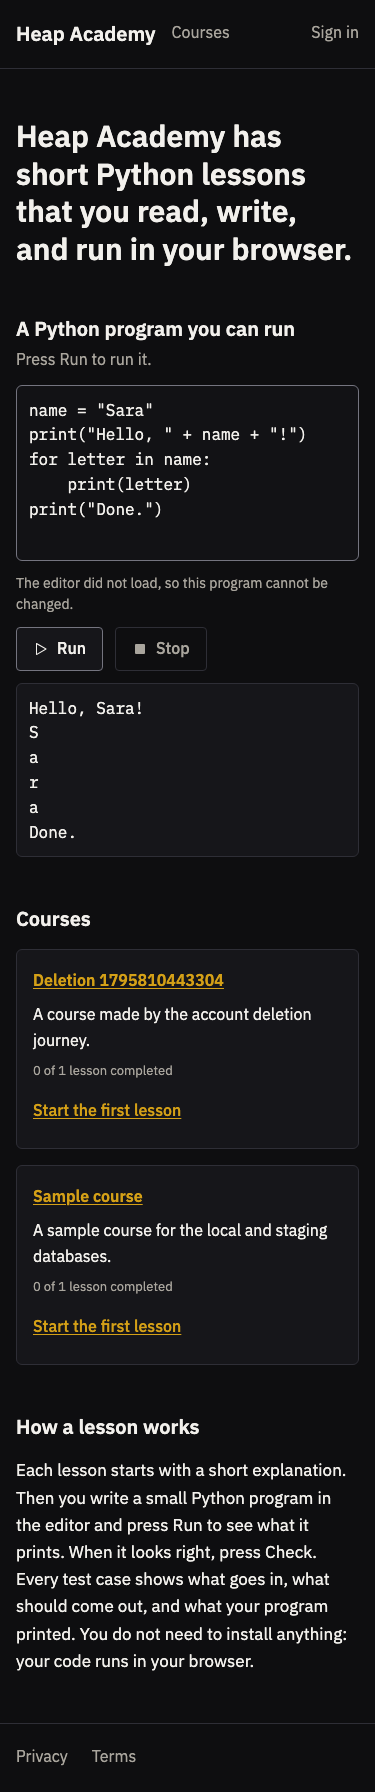 Heap Academy Courses Sign in
Heap Academy has
short Python lessons
that you read, write,
and run in your browser.
A Python program you can run
Press Run to run it.
name = "Sara"
print("Hello, " + name + "!")
for letter in name:
    print(letter)
print("Done.")
The editor did not load, so this program cannot be
changed.
Run Stop
Hello, Sara!
S
a
r
a
Done.
Courses
Deletion 1795810443304
A course made by the account deletion
journey.
0 of 1 lesson completed
Start the first lesson
Sample course
A sample course for the local and staging
databases.
0 of 1 lesson completed
Start the first lesson
How a lesson works
Each lesson starts with a short explanation.
Then you write a small Python program in
the editor and press Run to see what it
prints. When it looks right, press Check.
Every test case shows what goes in, what
should come out, and what your program
printed. You do not need to install anything:
your code runs in your browser.
Privacy Terms